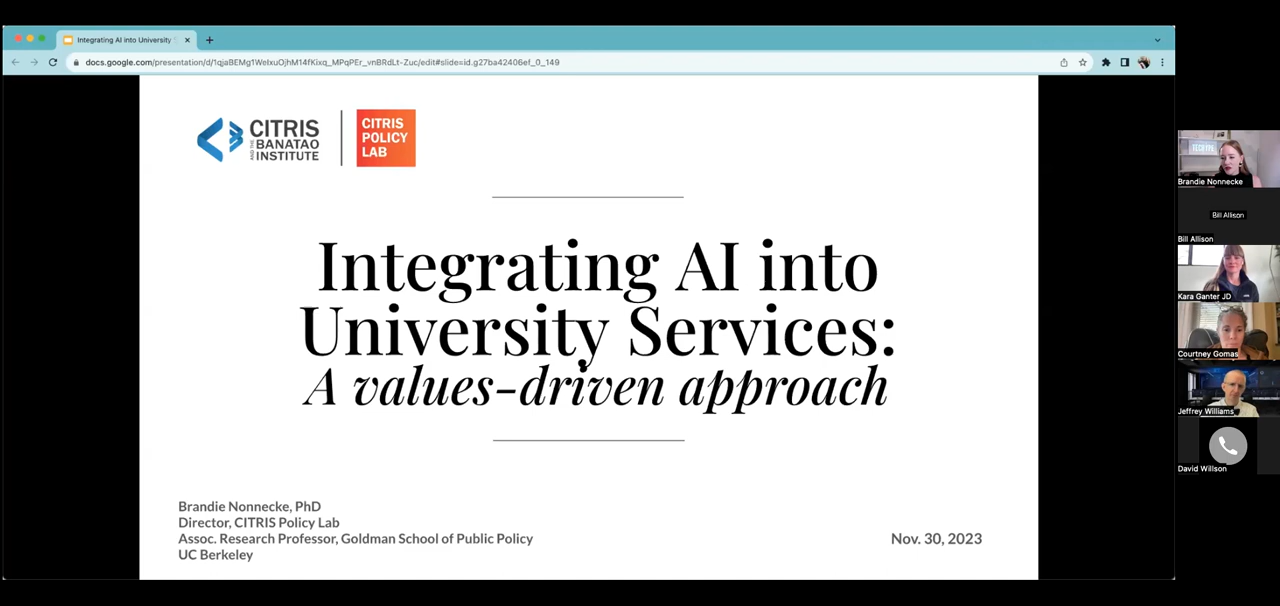 Integrating AI into University S
docs.google.com/presentation/d/1qjaBEMg1WelxuOjhM14fKixq_MPqPEr_vnBRdLt-Zuc/edit#slide=id.g27ba42406ef_0_149
CITRIS
AND THE BANATAO
INSTITUTE
CITRIS
POLICY
LAB
Integrating AI into
University Services:
A values-driven approach
Brandie Nonnecke, PhD
Director, CITRIS Policy Lab
Assoc. Research Professor, Goldman School of Public Policy
UC Berkeley
Nov. 30, 2023
Brandie Nonnecke
Bill Allison
Bill Allison
Kara Ganter JD
Courtney Gomas
Jeffrey Williams
David Willson